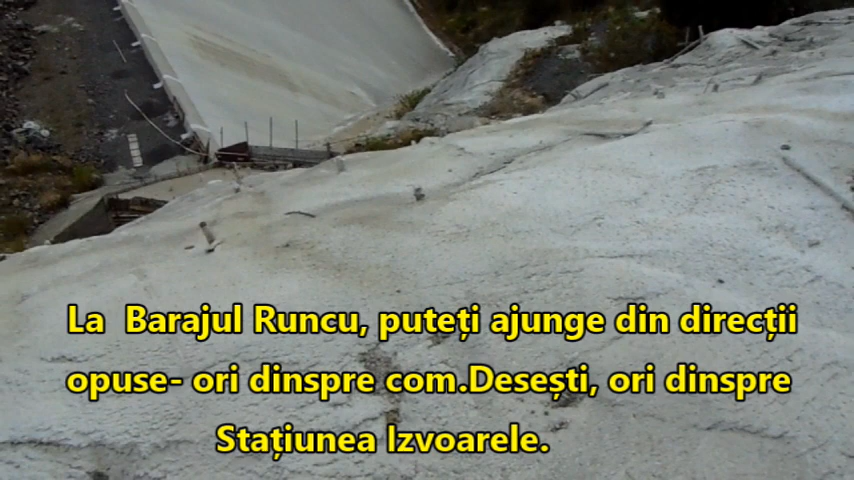 La  Barajul Runcu, puteți ajunge din direcții
opuse- ori dinspre com.Desești, ori dinspre
Stațiunea Izvoarele.